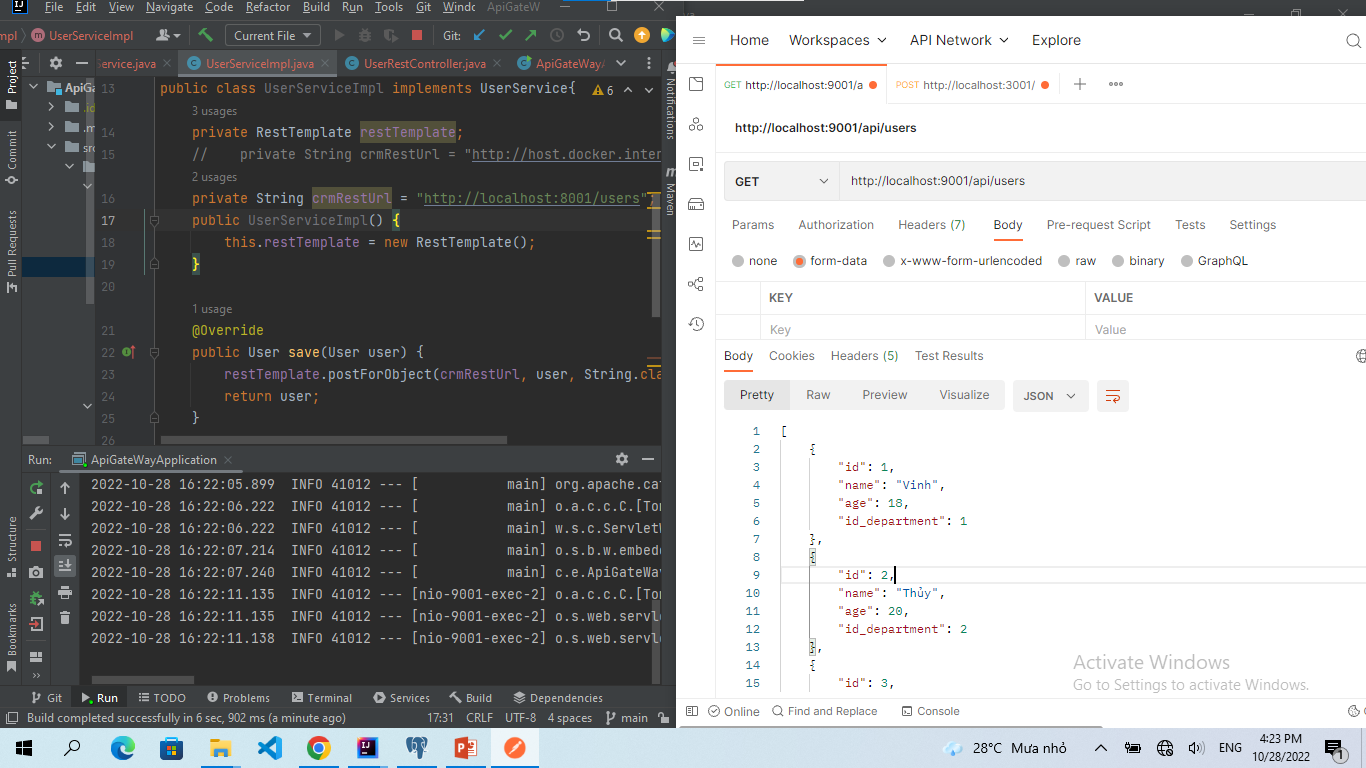 File Edit View Navigate Code Refactor Build Run Tools Git Windc ApiGateW
mpl) UserServiceImpl Current File Git:
Service.java UserServiceImpl.java UserRestController.java ApiGateWay
Project
Commit
Pull Requests
Structure
Bookmarks
ApiGa
.id
.m
src
13 public class UserServiceImpl implements UserService{ 6
3 usages
14 private RestTemplate restTemplate;
15 // private String crmRestUrl = "http://host.docker.inter
2 usages
16 private String crmRestUrl = "http://localhost:8001/users";
17 public UserServiceImpl() {
18 this.restTemplate = new RestTemplate();
19 }
20
1 usage
21 @Override
22 public User save(User user) {
23 restTemplate.postForObject(crmRestUrl, user, String.cla
24 return user;
25 }
26
Notifications
Maven
Run: ApiGateWayApplication
2022-10-28 16:22:05.899 INFO 41012 --- [ main] org.apache.cat
2022-10-28 16:22:06.222 INFO 41012 --- [ main] o.a.c.c.C.[Tom
2022-10-28 16:22:06.222 INFO 41012 --- [ main] w.s.c.ServletW
2022-10-28 16:22:07.214 INFO 41012 --- [ main] o.s.b.w.embede
2022-10-28 16:22:07.240 INFO 41012 --- [ main] c.e.ApiGateWay
2022-10-28 16:22:11.135 INFO 41012 --- [nio-9001-exec-2] o.a.c.c.C.[Tom
2022-10-28 16:22:11.135 INFO 41012 --- [nio-9001-exec-2] o.s.web.servle
2022-10-28 16:22:11.138 INFO 41012 --- [nio-9001-exec-2] o.s.web.servle
Git Run TODO Problems Terminal Services Build Dependencies
Build completed successfully in 6 sec, 902 ms (a minute ago) 17:31 CRLF UTF-8 4 spaces main
Home Workspaces API Network Explore
GET http://localhost:9001/a POST http://localhost:3001/
http://localhost:9001/api/users
GET http://localhost:9001/api/users
Params Authorization Headers (7) Body Pre-request Script Tests Settings
none form-data x-www-form-urlencoded raw binary GraphQL
KEY VALUE
Key Value
Body Cookies Headers (5) Test Results
Pretty Raw Preview Visualize JSON
1 [
2 {
3 "id": 1,
4 "name": "Vinh",
5 "age": 18,
6 "id_department": 1
7 },
8 {
9 "id": 2,
10 "name": "Thủy",
11 "age": 20,
12 "id_department": 2
13 },
14 {
15 "id": 3,
Activate Windows
Go to Settings to activate Windows.
Online Find and Replace Console
28°C Mưa nhỏ ENG 4:23 PM
10/28/2022 1